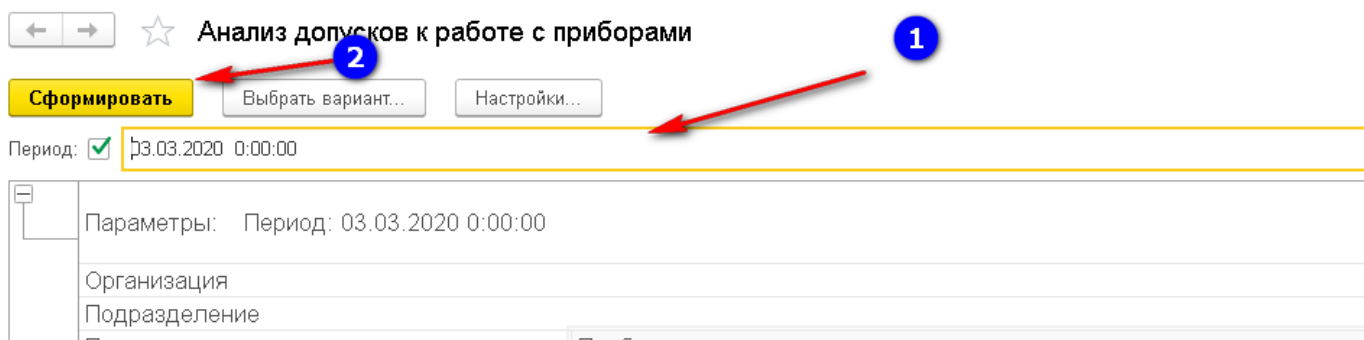 Анализ допусков к работе с приборами
1
2
Сформировать Выбрать вариант... Настройки...
Период: 03.03.2020 0:00:00
Параметры: Период: 03.03.2020 0:00:00
Организация
Подразделение